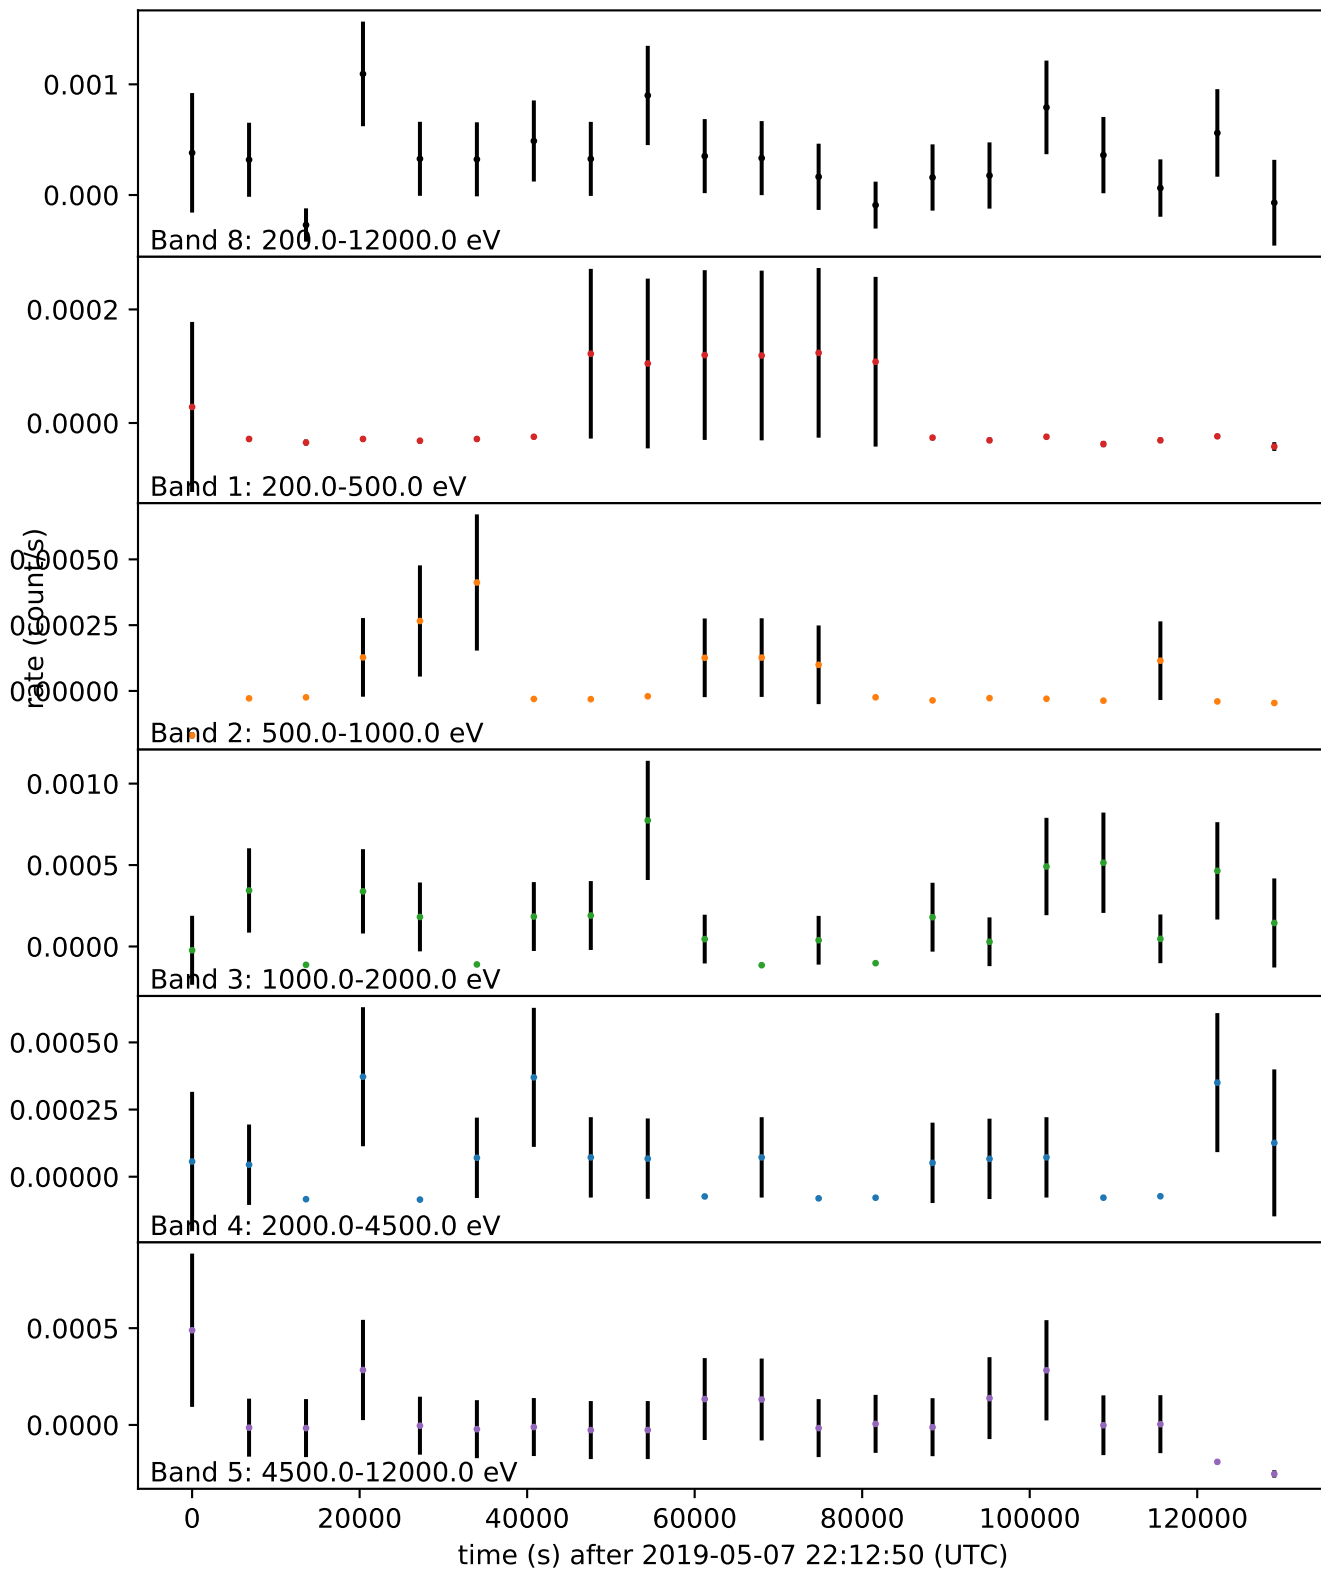 0.001
0.000
Band 8: 200.0-12000.0 eV
0.0002
0.0000
Band 1: 200.0-500.0 eV
rate (count/s)
0.00050
0.00025
0.00000
Band 2: 500.0-1000.0 eV
0.0010
0.0005
0.0000
Band 3: 1000.0-2000.0 eV
0.00050
0.00025
0.00000
Band 4: 2000.0-4500.0 eV
0.0005
0.0000
Band 5: 4500.0-12000.0 eV
0 20000 40000 60000 80000 100000 120000
time (s) after 2019-05-07 22:12:50 (UTC)